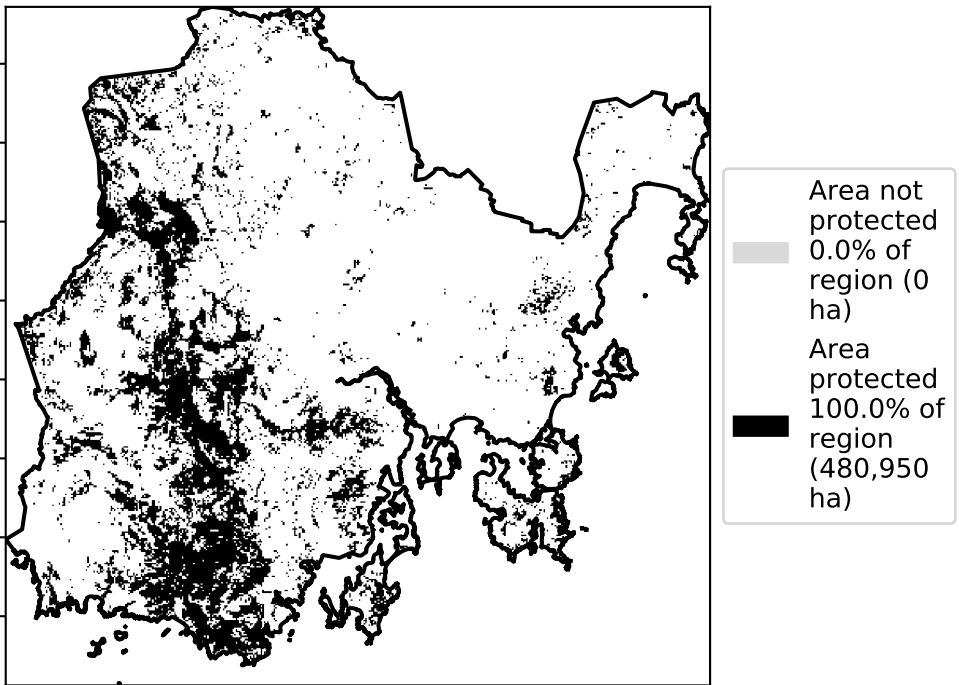 Area not
protected
0.0% of
region (0
ha)
Area
protected
100.0% of
region
(480,950
ha)